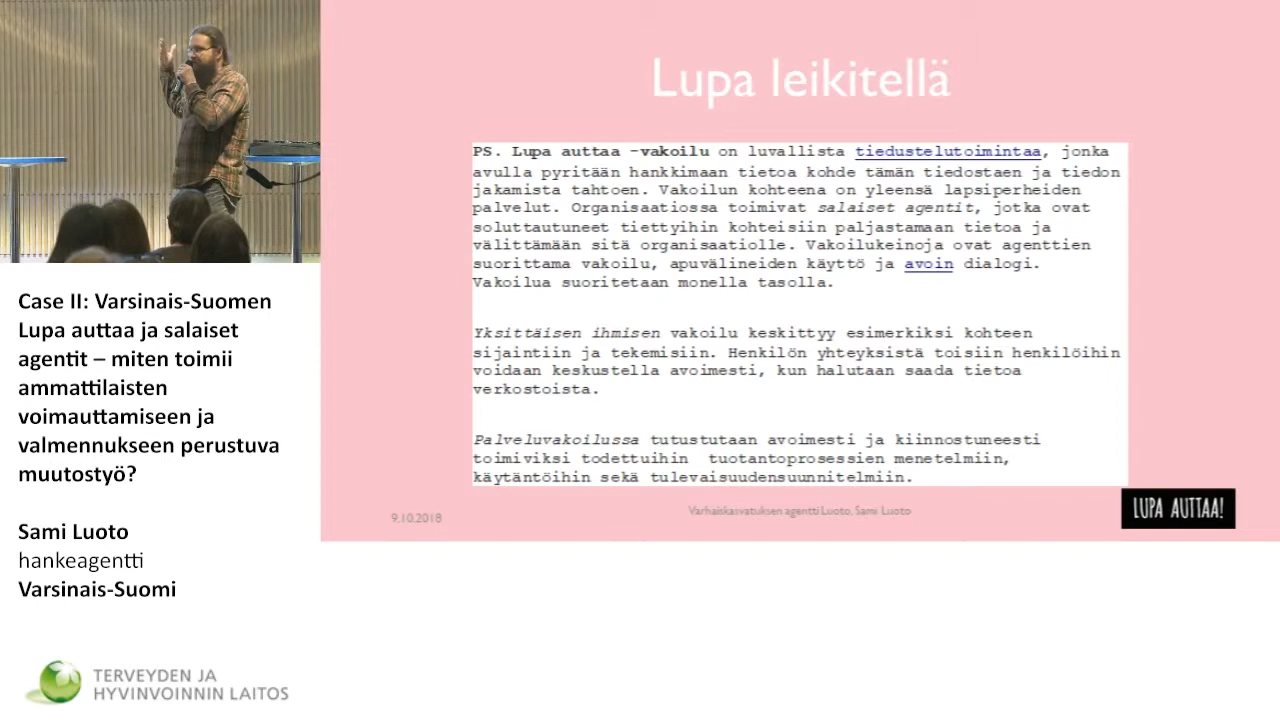 Lupa leikitellä
PS. Lupa auttaa -vakoilu on luvallista tiedustelutoimintaa, jonka
avulla pyritään hankkimaan tietoa kohde tämän tiedostaen ja tiedon
jakamista tahtoen. Vakoilun kohteena on yleensä lapsiperheiden
palvelut. Organisaatiossa toimivat salaiset agentit, jotka ovat
soluttautuneet tiettyihin kohteisiin paljastamaan tietoa ja
välittämään sitä organisaatiolle. Vakoilukeinoja ovat agenttien
suorittama vakoilu, apuvälineiden käyttö ja avoin dialogi.
Vakoilua suoritetaan monella tasolla.
Yksittäisen ihmisen vakoilu keskittyy esimerkiksi kohteen
sijaintiin ja tekemisiin. Henkilön yhteyksistä toisiin henkilöihin
voidaan keskustella avoimesti, kun halutaan saada tietoa
verkostoista.
Palveluvakoilussa tutustutaan avoimesti ja kiinnostuneesti
toimiviksi todettuihin tuotantoprosessien menetelmiin,
käytäntöihin sekä tulevaisuudensuunnitelmiin.
9.10.2018
Varhaiskasvatuksen agentti Luoto, Sami Luoto
LUPA AUTTAA!
Case II: Varsinais-Suomen
Lupa auttaa ja salaiset
agentit – miten toimii
ammattilaisten
voimauttamiseen ja
valmennukseen perustuva
muutostyö?
Sami Luoto
hankeagentti
Varsinais-Suomi
TERVEYDEN JA
HYVINVOINNIN LAITOS